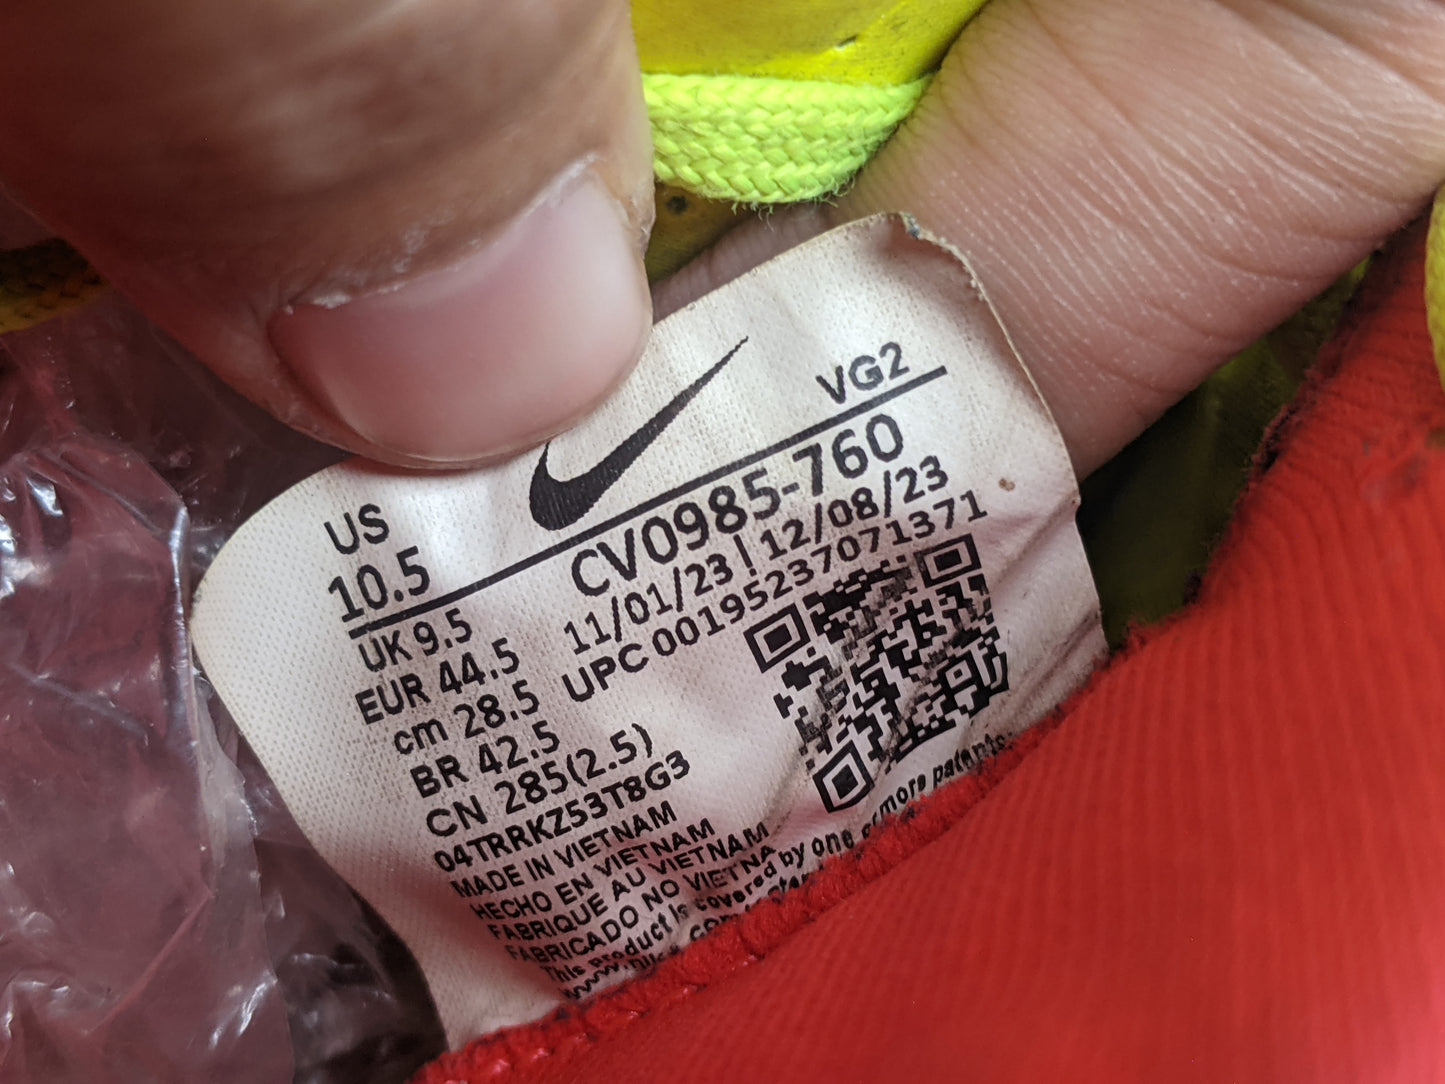 VG2
US
10.5
CV0985-760
UK 9.5
11/01/23 | 12/08/23
EUR 44.5
UPC 00195237071371
cm 28.5
BR 42.5
CN 285(2.5)
04TRRKZ53T8G3
MADE IN VIETNAM
HECHO EN VIETNAM
FABRIQUE AU VIETNAM
FABRICADO NO VIETNA
This product is covered by one or more patents.